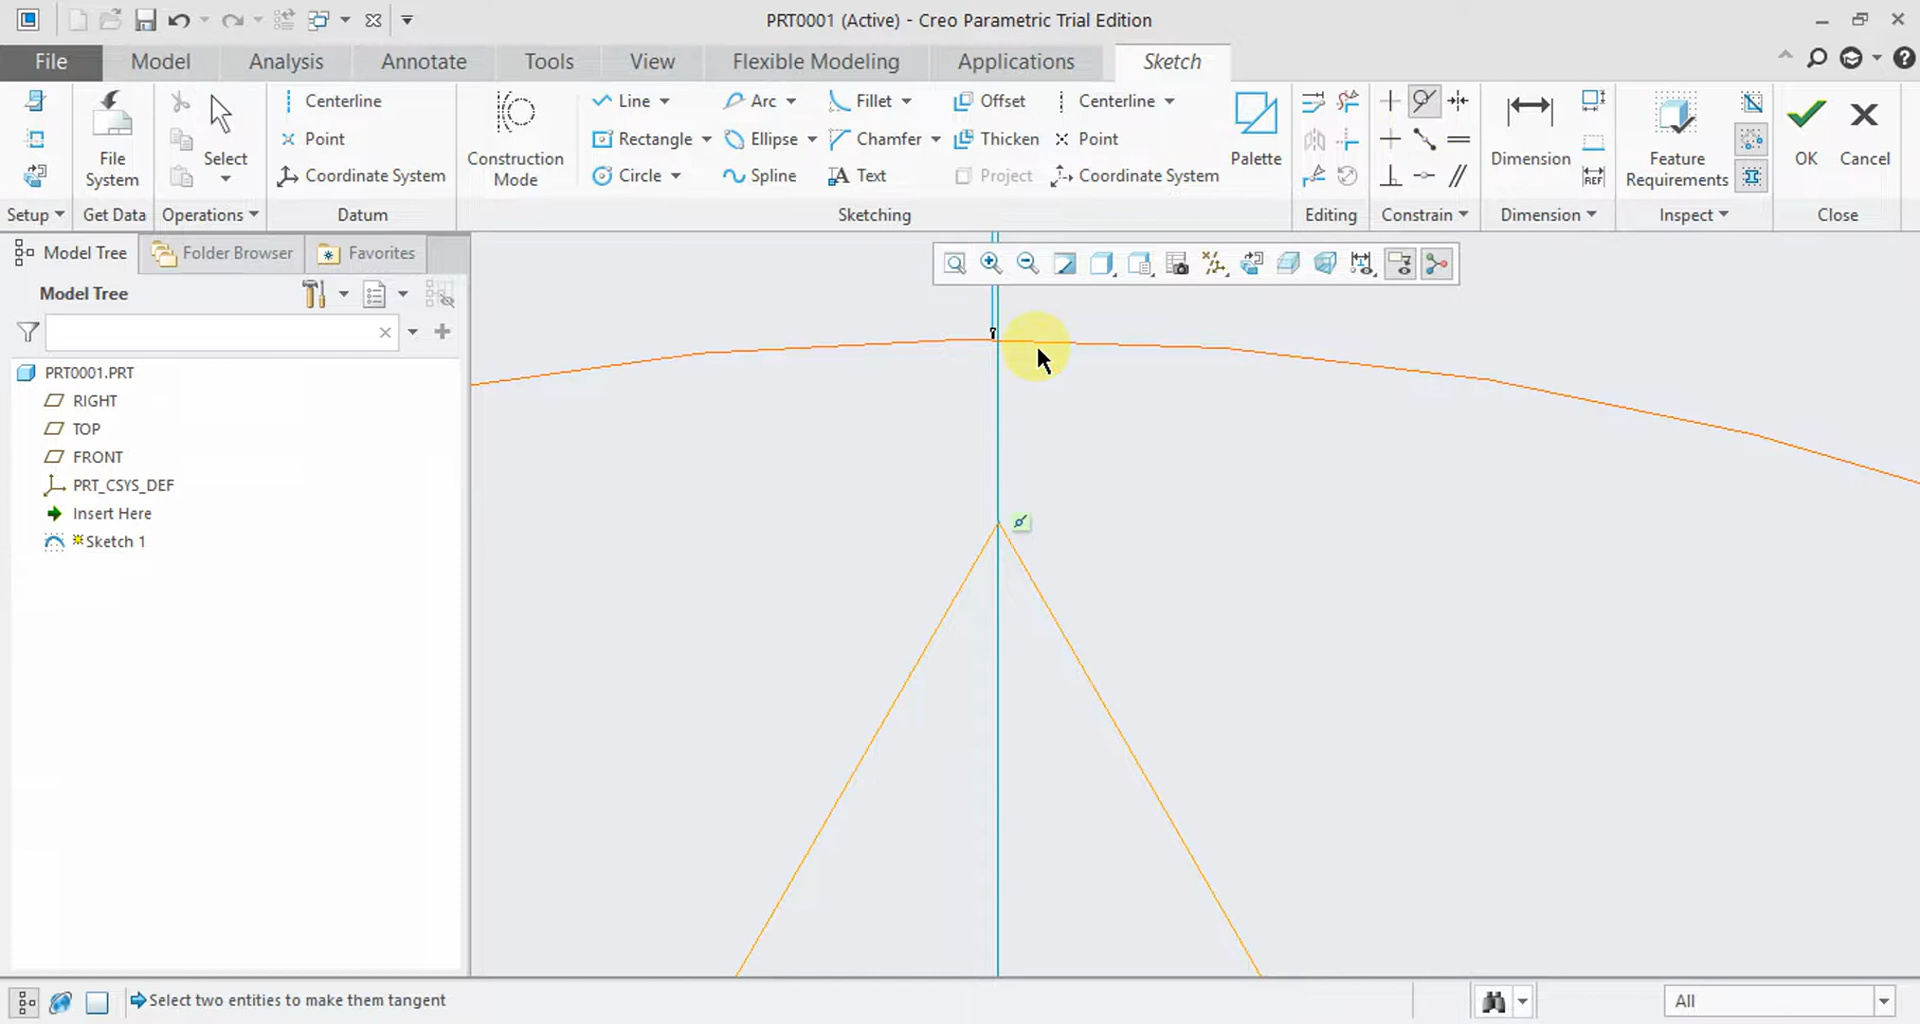 PRT0001 (Active) - Creo Parametric Trial Edition
File Model Analysis Annotate Tools View Flexible Modeling Applications Sketch
Centerline Line Arc Fillet Offset Centerline
Point Rectangle Ellipse Chamfer Thicken Point
File System Select Coordinate System Construction Mode Circle Spline Text Project Coordinate System Palette Dimension REF Feature Requirements OK Cancel
Setup Get Data Operations Datum Sketching Editing Constrain Dimension Inspect Close
Model Tree Folder Browser Favorites
Model Tree
PRT0001.PRT
RIGHT
TOP
FRONT
PRT_CSYS_DEF
Insert Here
Sketch 1
Select two entities to make them tangent
All